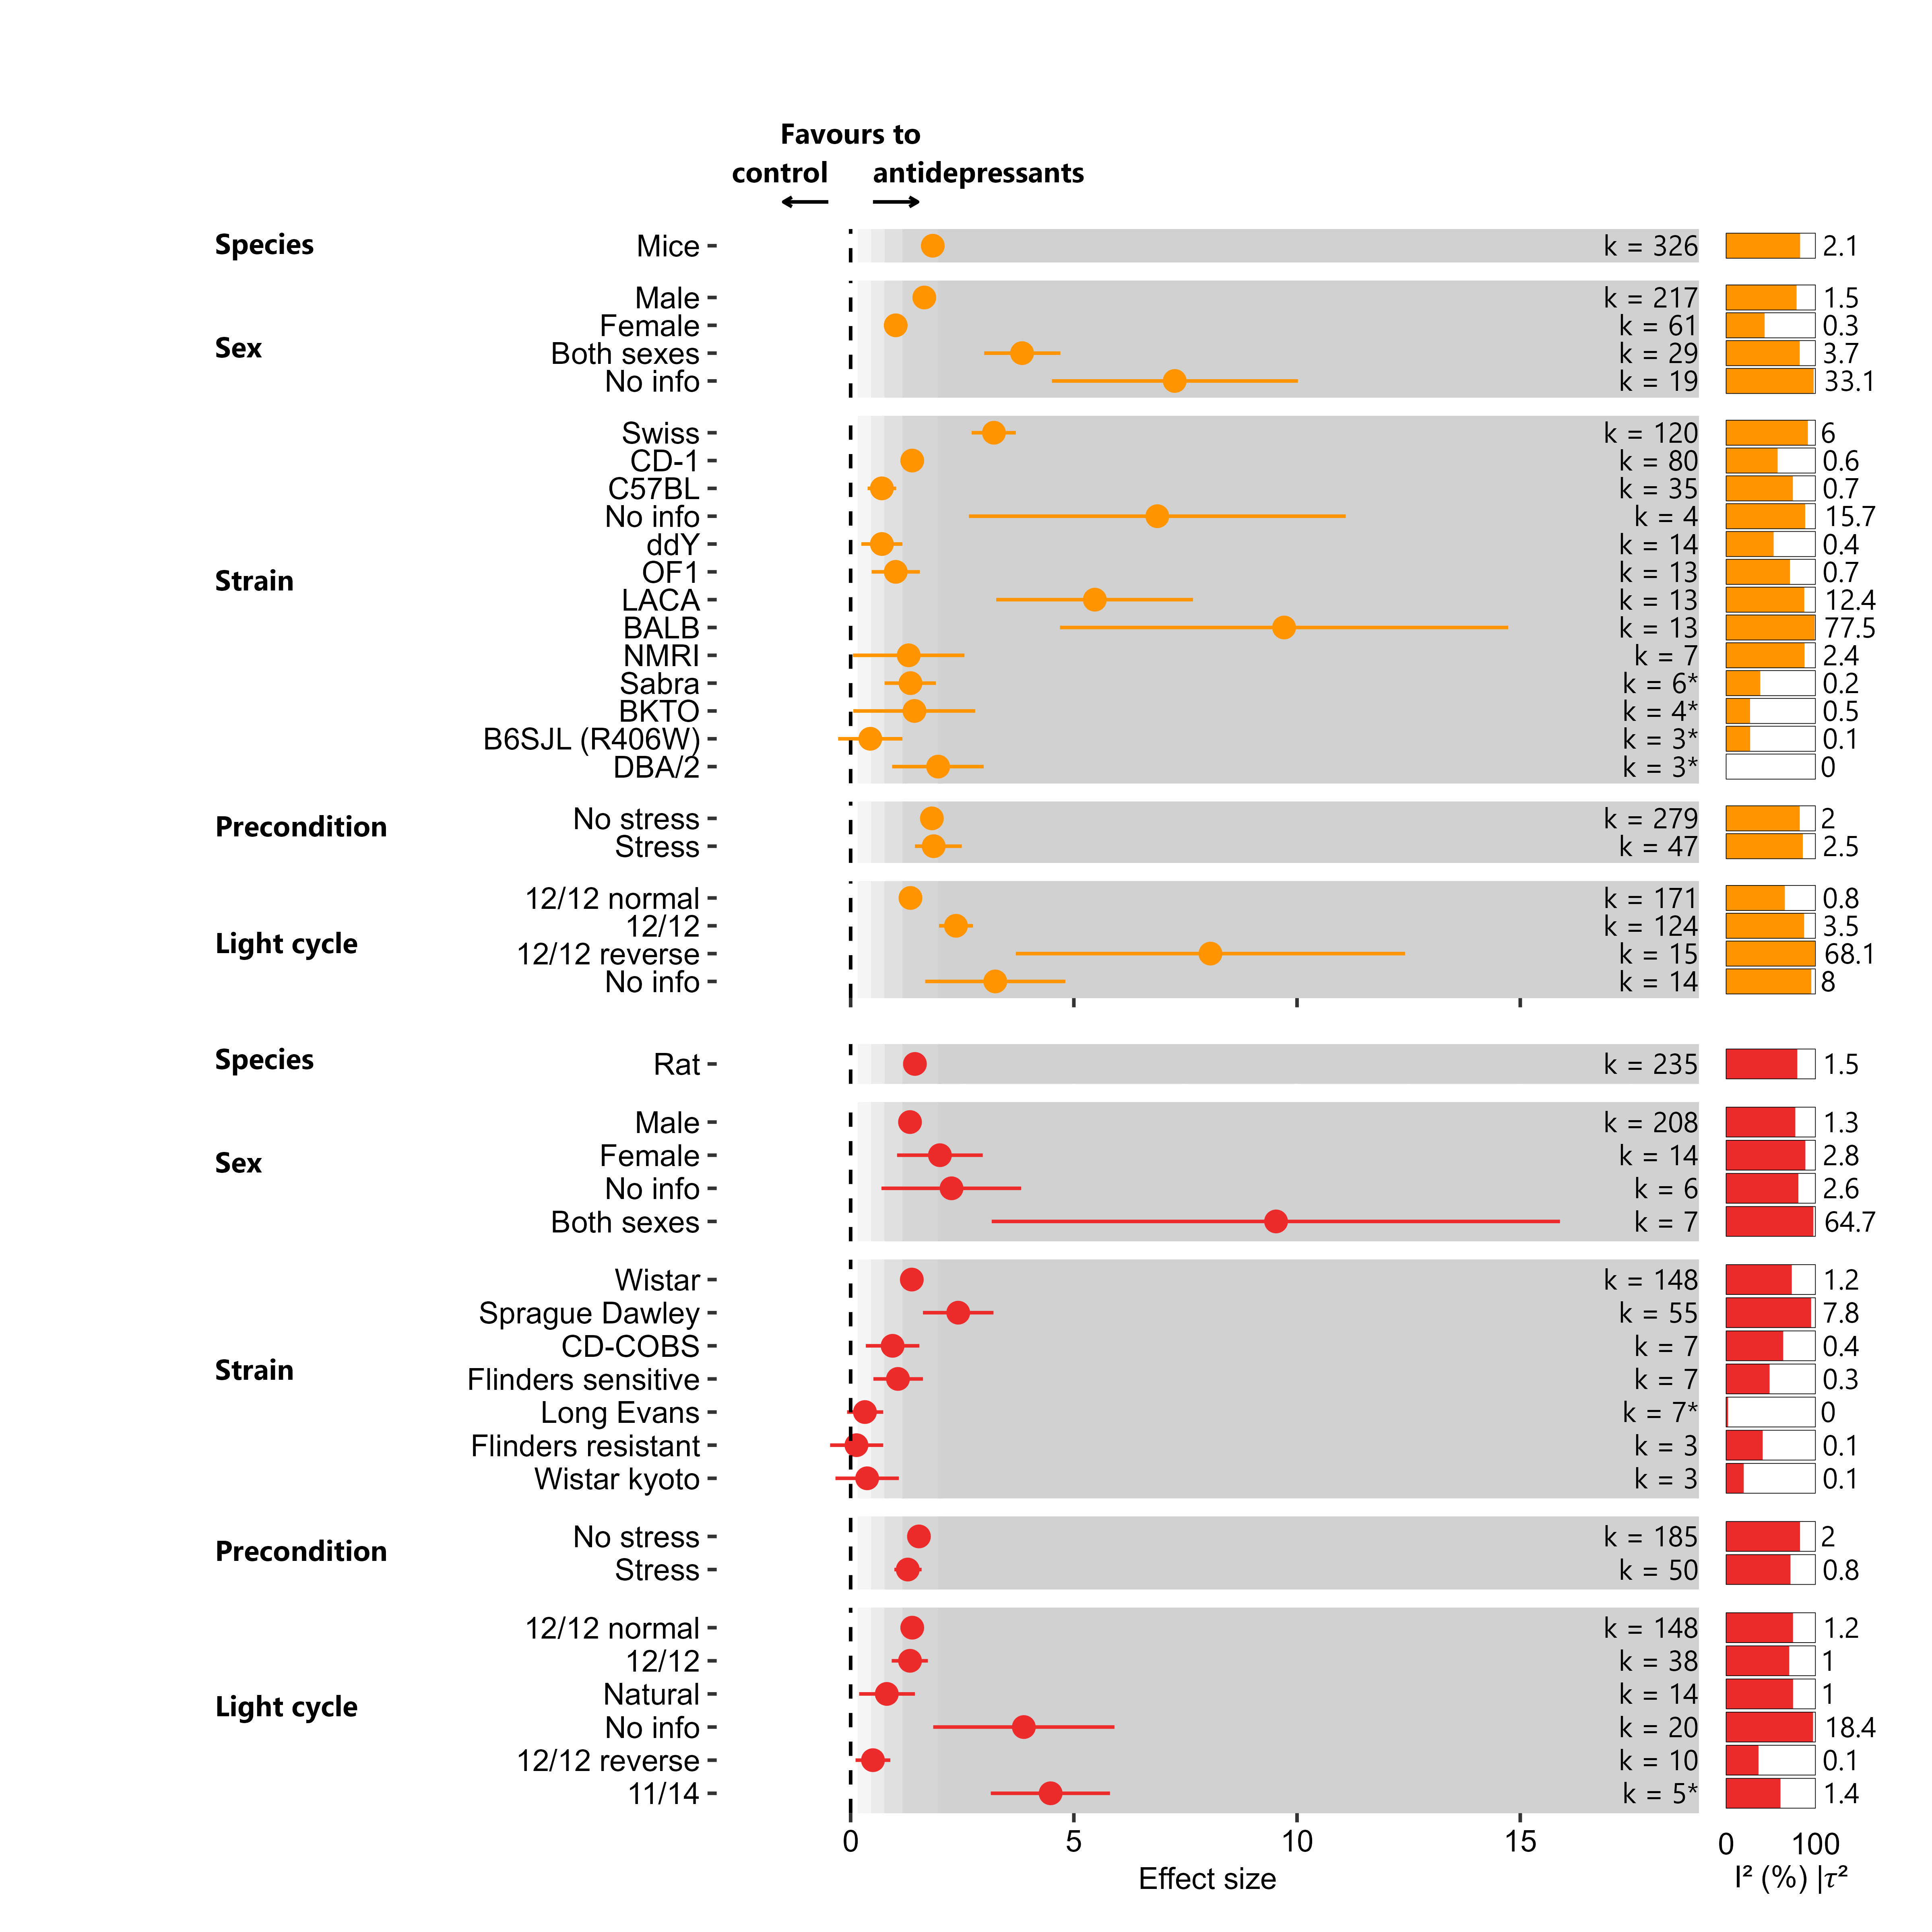 Favours to
control antidepressants
Species Mice k = 326 2.1
Male k = 217 1.5
Female k = 61 0.3
Sex
Both sexes k = 29 3.7
No info k = 19 33.1
Swiss k = 120 6
CD-1 k = 80 0.6
C57BL k = 35 0.7
No info k = 4 15.7
ddY k = 14 0.4
OF1 k = 13 0.7
Strain
LACA k = 13 12.4
BALB k = 13 77.5
NMRI k = 7 2.4
Sabra k = 6* 0.2
BKTO k = 4* 0.5
B6SJL (R406W) k = 3* 0.1
DBA/2 k = 3* 0
No stress k = 279 2
Precondition
Stress k = 47 2.5
12/12 normal k = 171 0.8
12/12 k = 124 3.5
Light cycle
12/12 reverse k = 15 68.1
No info k = 14 8
Species Rat k = 235 1.5
Male k = 208 1.3
Female k = 14 2.8
Sex
No info k = 6 2.6
Both sexes k = 7 64.7
Wistar k = 148 1.2
Sprague Dawley k = 55 7.8
CD-COBS k = 7 0.4
Strain
Flinders sensitive k = 7 0.3
Long Evans k = 7* 0
Flinders resistant k = 3 0.1
Wistar kyoto k = 3 0.1
No stress k = 185 2
Precondition
Stress k = 50 0.8
12/12 normal k = 148 1.2
12/12 k = 38 1
Natural k = 14 1
Light cycle
No info k = 20 18.4
12/12 reverse k = 10 0.1
11/14 k = 5* 1.4
0 5 10 15 0 100
Effect size I² (%) |τ²